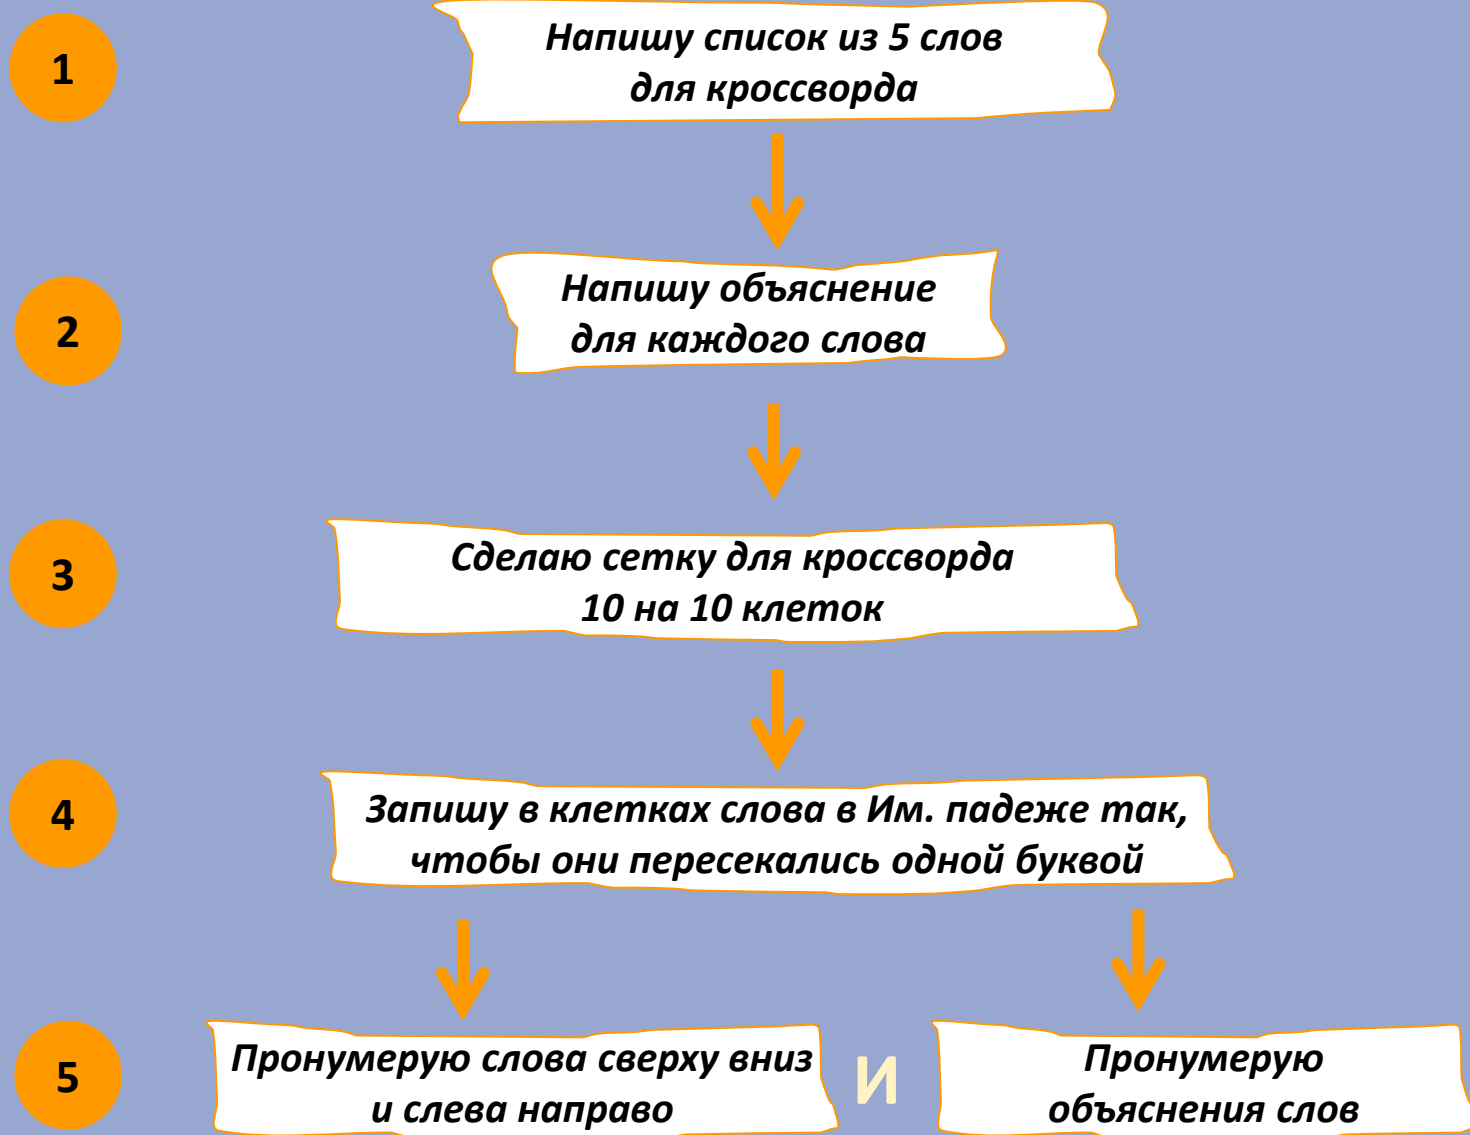 1
Напишу список из 5 слов
для кроссворда
2
Напишу объяснение
для каждого слова
3
Сделаю сетку для кроссворда
10 на 10 клеток
4
Запишу в клетках слова в Им. падеже так,
чтобы они пересекались одной буквой
5
Пронумерую слова сверху вниз
и слева направо
И
Пронумерую
объяснения слов